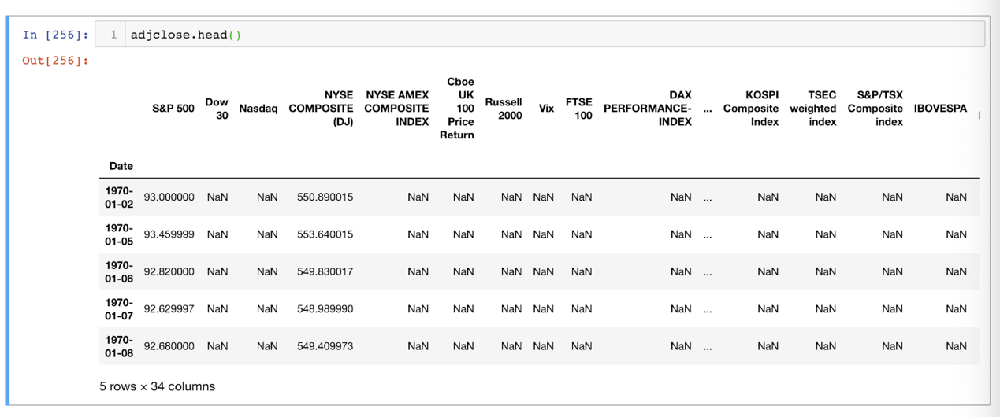 In [256]: 1 adjclose.head()
Out[256]:
S&P 500 Dow 30 Nasdaq NYSE COMPOSITE (DJ) NYSE AMEX COMPOSITE INDEX Cboe UK 100 Price Return Russell 2000 Vix FTSE 100 DAX PERFORMANCE-INDEX ... KOSPI Composite Index TSEC weighted index S&P/TSX Composite index IBOVESPA
Date
1970-01-02 93.000000 NaN NaN 550.890015 NaN NaN NaN NaN NaN NaN ... NaN NaN NaN NaN
1970-01-05 93.459999 NaN NaN 553.640015 NaN NaN NaN NaN NaN NaN ... NaN NaN NaN NaN
1970-01-06 92.820000 NaN NaN 549.830017 NaN NaN NaN NaN NaN NaN ... NaN NaN NaN NaN
1970-01-07 92.629997 NaN NaN 548.989990 NaN NaN NaN NaN NaN NaN ... NaN NaN NaN NaN
1970-01-08 92.680000 NaN NaN 549.409973 NaN NaN NaN NaN NaN NaN ... NaN NaN NaN NaN
5 rows × 34 columns